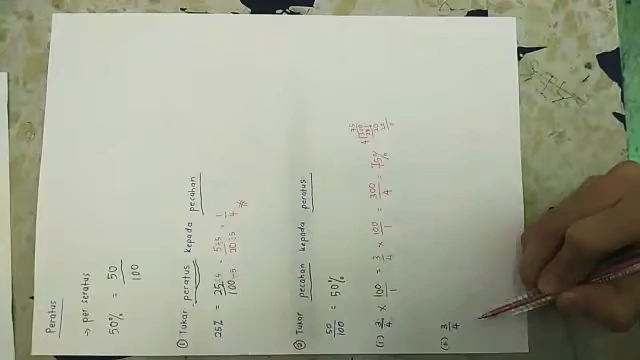 Peratus
→ per seratus
50% = 50/100
① Tukar peratus kepada pecahan
25% = 25÷5/100÷5 = 5÷5/20÷5 = 1/4 *
② Tukar pecahan kepada peratus
50/100 = 50%
(i) 3/4 × 100/1 = 3/4 × 100/1 = 300/4 = 75%
(ii) 3/4